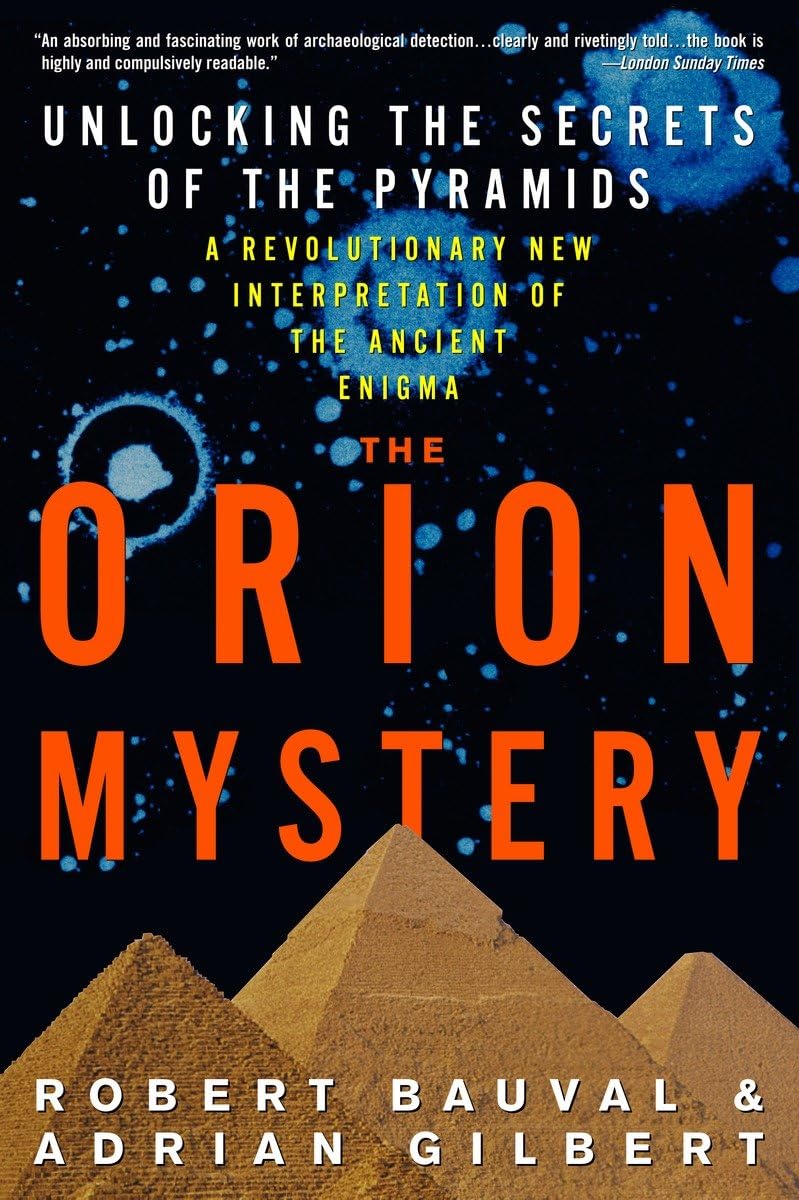 “An absorbing and fascinating work of archaeological detection...clearly and rivetingly told...the book is
highly and compulsively readable.”
—London Sunday Times
UNLOCKING THE SECRETS
OF THE PYRAMIDS
A REVOLUTIONARY NEW
INTERPRETATION OF
THE ANCIENT
ENIGMA
THE
ORION
MYSTERY
ROBERT BAUVAL &
ADRIAN GILBERT